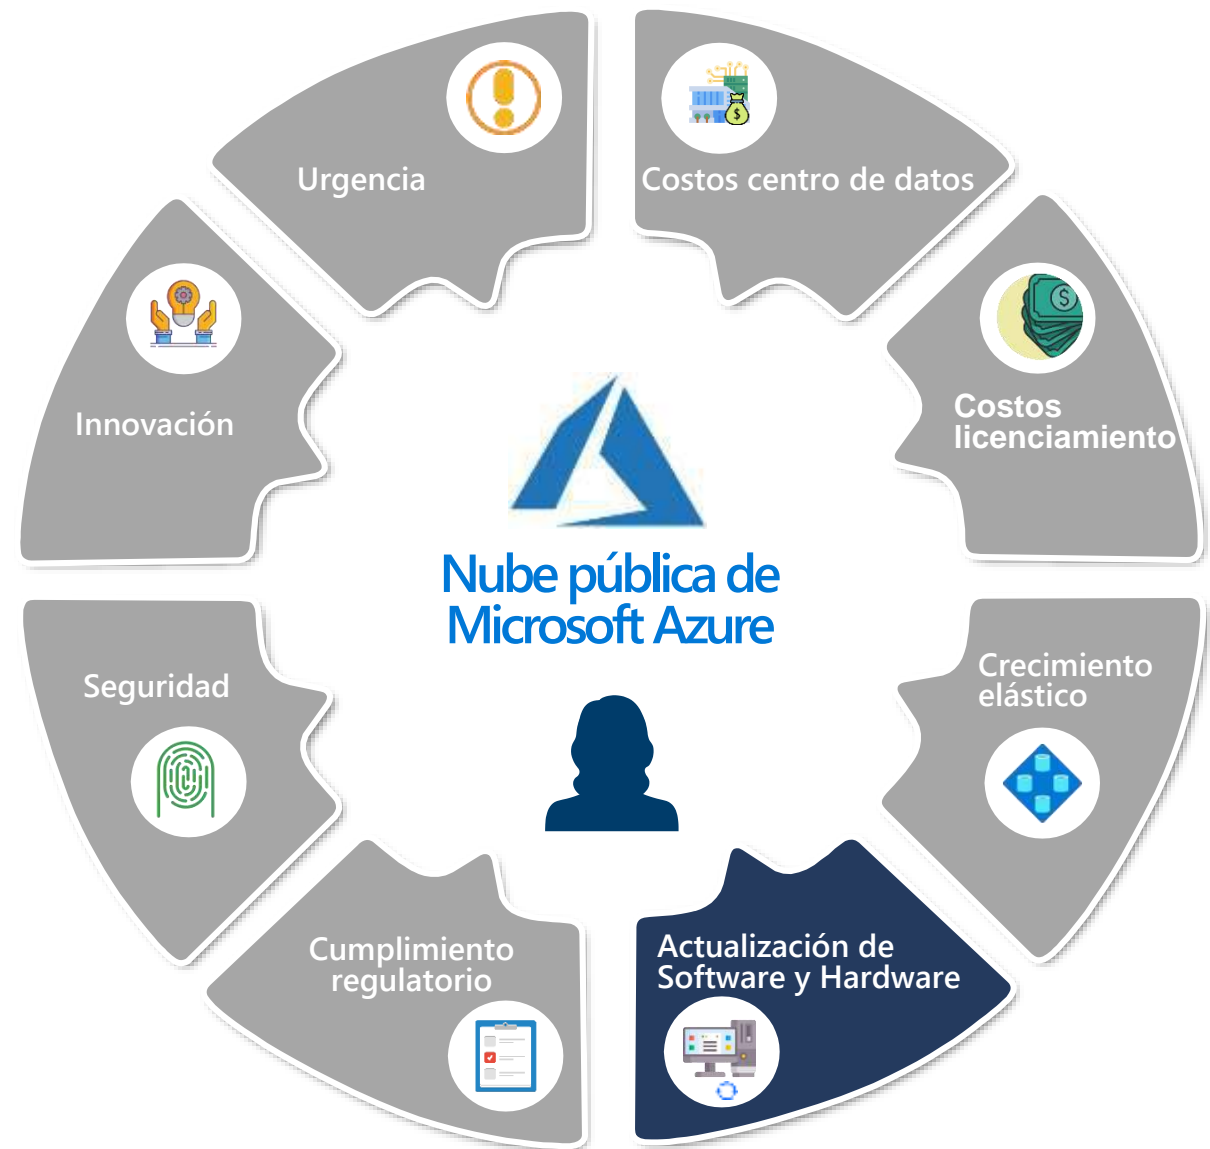 Urgencia
Costos centro de datos
Innovación
Costos
licenciamiento
Nube pública de
Microsoft Azure
Seguridad
Crecimiento
elástico
Cumplimiento
regulatorio
Actualización de
Software y Hardware